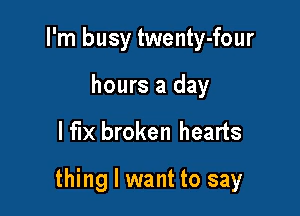 I'm busy twenty-four
hours a day
I fix broken hearts
thing I want to say